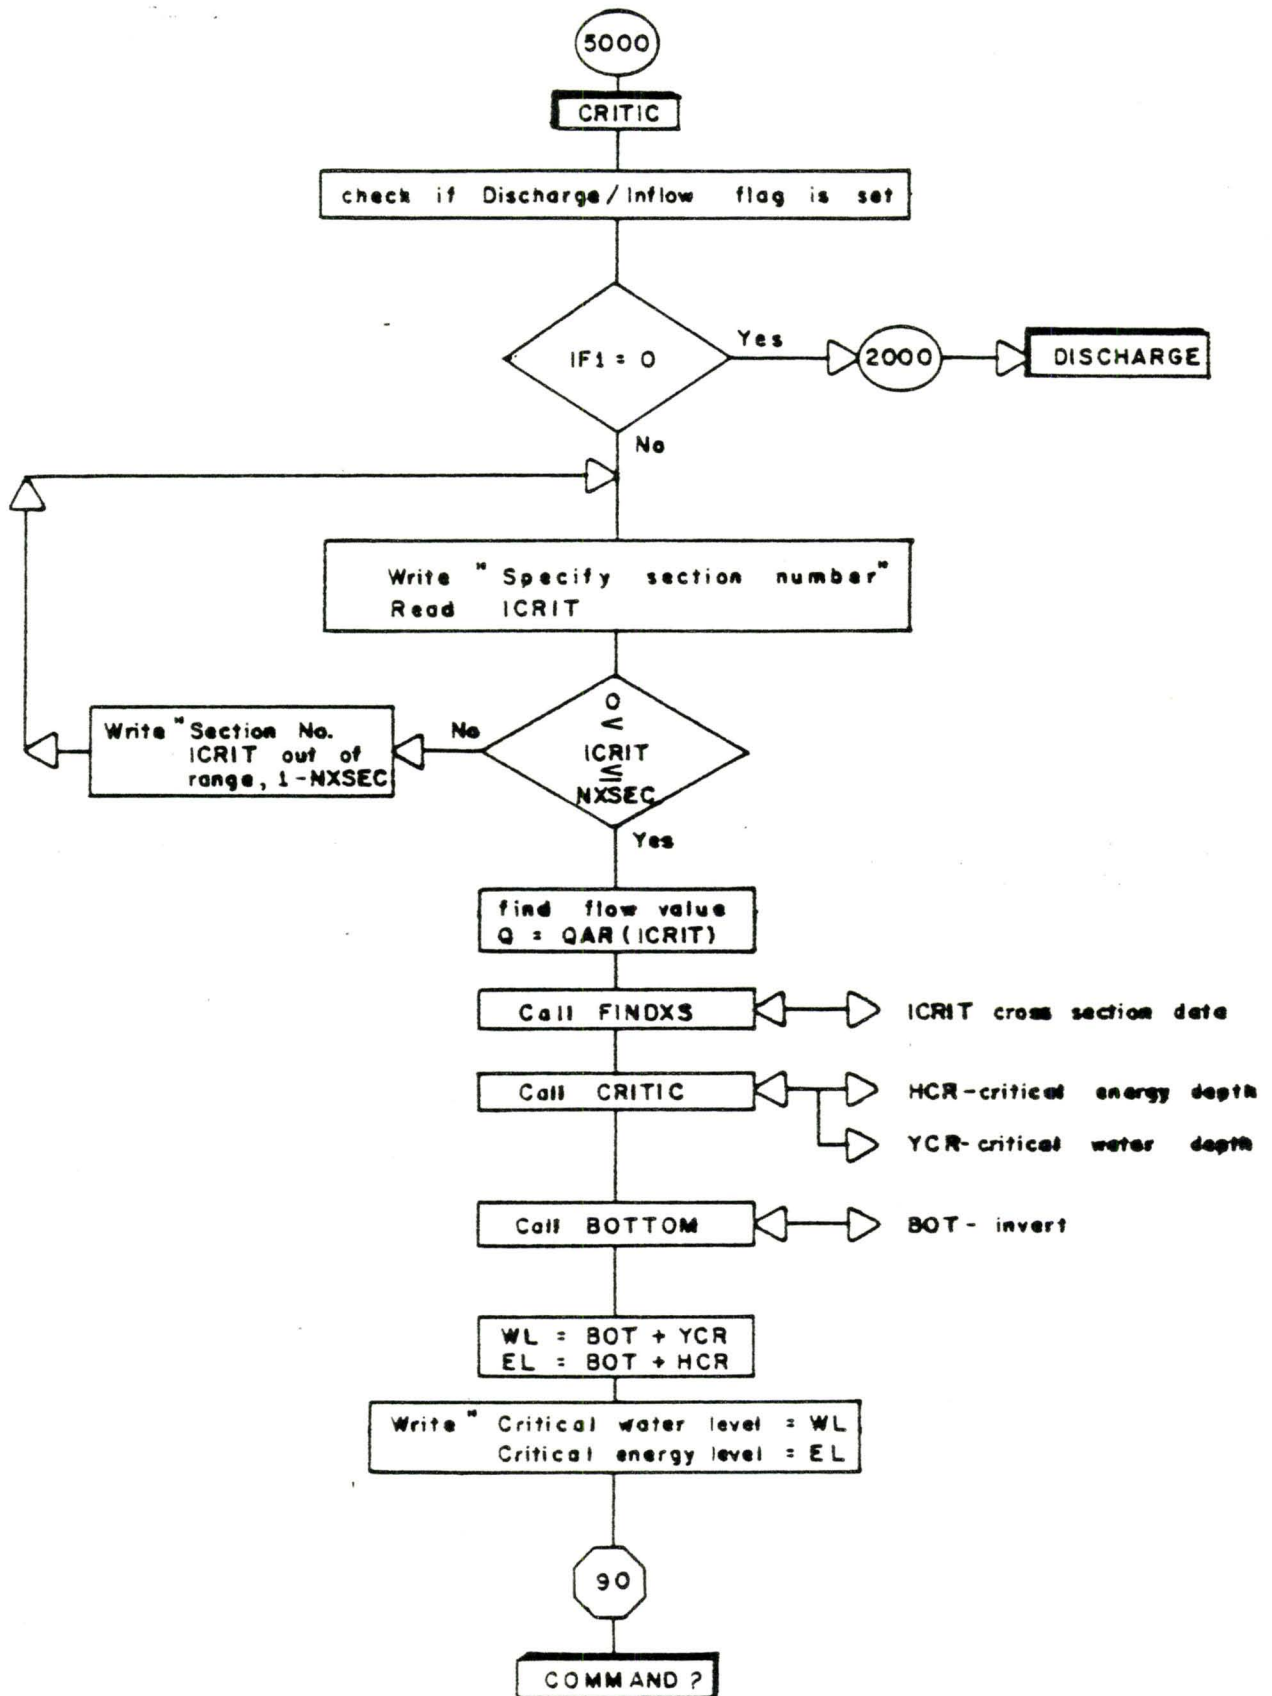 5000
CRITIC
check if Discharge/Inflow flag is set
IF1 = 0
Yes
2000
DISCHARGE
No
Write "Specify section number"
Read ICRIT
0
<
ICRIT
≤
NXSEC
No
Write "Section No.
ICRIT out of
range, 1-NXSEC
Yes
find flow value
Q = QAR(ICRIT)
Call FINDXS
ICRIT cross section data
Call CRITIC
HCR-critical energy depth
YCR-critical water depth
Call BOTTOM
BOT- invert
WL = BOT + YCR
EL = BOT + HCR
Write " Critical water level = WL
Critical energy level = EL
90
COMMAND?